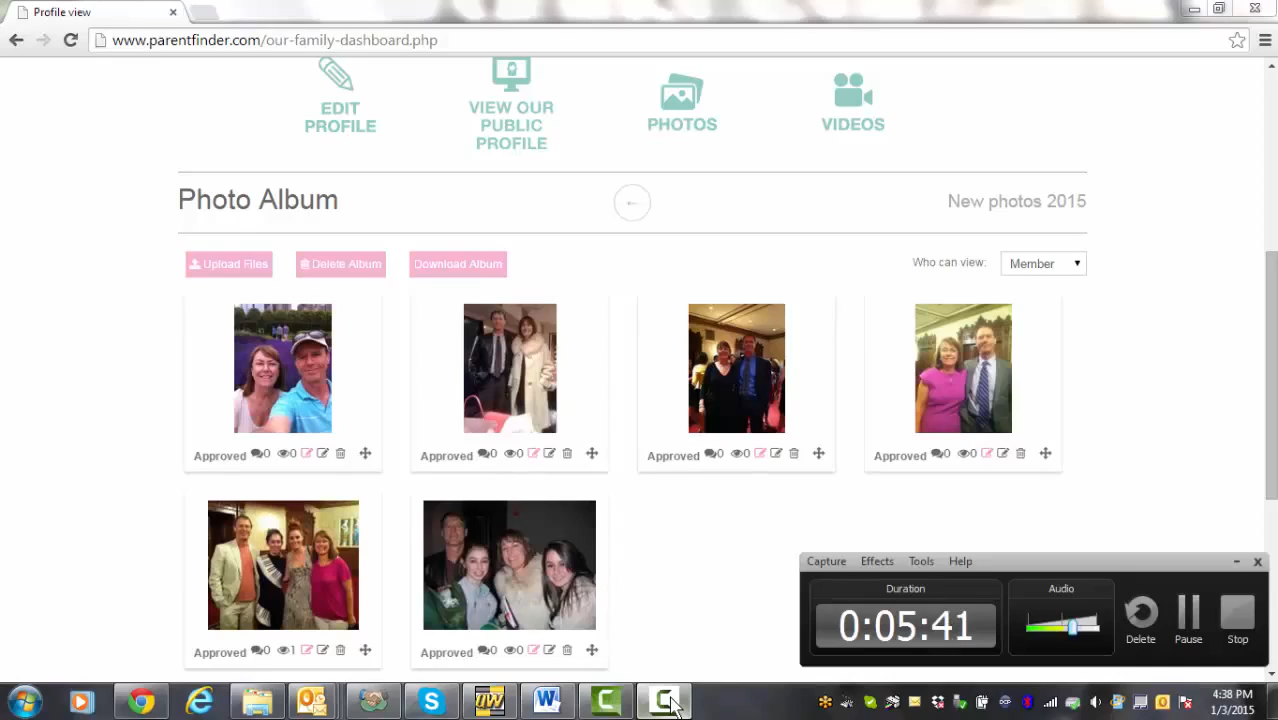 Profile view
www.parentfinder.com/our-family-dashboard.php
EDIT PROFILE
VIEW OUR PUBLIC PROFILE
PHOTOS
VIDEOS
Photo Album
New photos 2015
Upload Files
Delete Album
Download Album
Who can view: Member
Approved 0 0
Approved 0 0
Approved 0 0
Approved 0 0
Approved 0 1
Approved 0 0
Capture Effects Tools Help
Duration
Audio
0:05:41
Delete
Pause
Stop
4:38 PM
1/3/2015